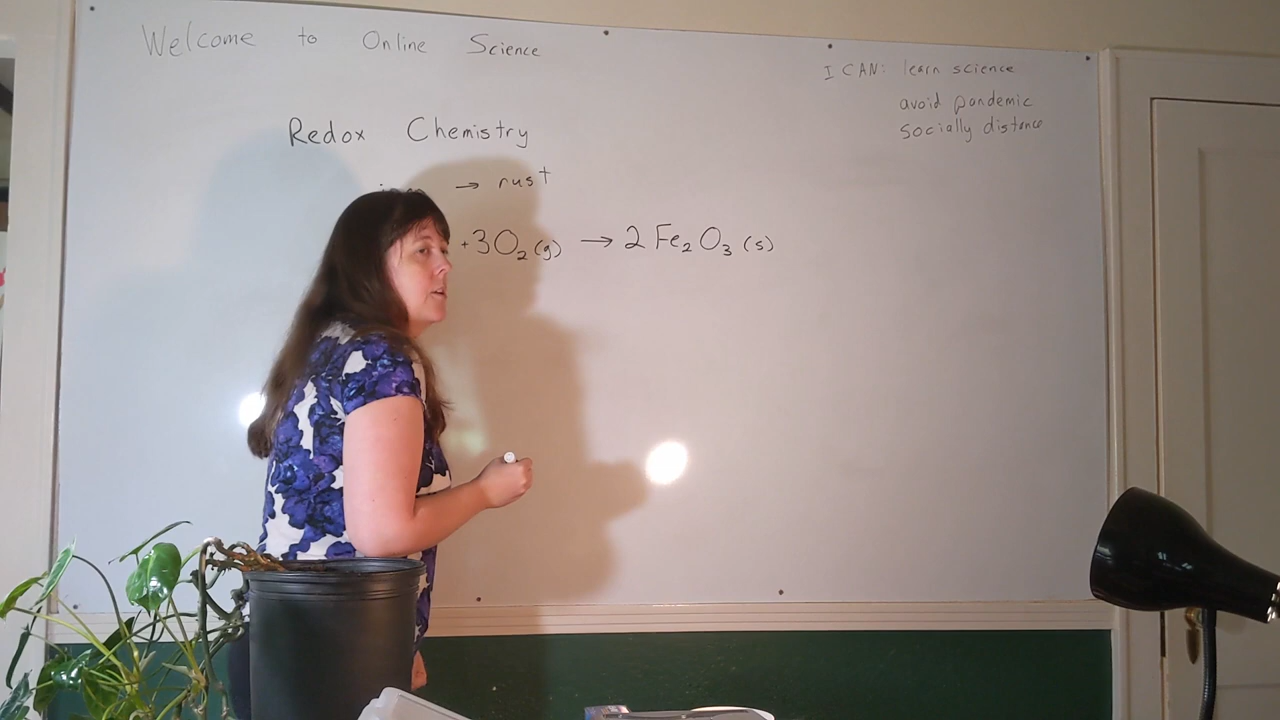 Welcome to Online Science
I CAN: learn science
avoid pandemic
socially distance
Redox Chemistry
→ rust
+ 3O₂ (g) → 2 Fe₂O₃ (s)